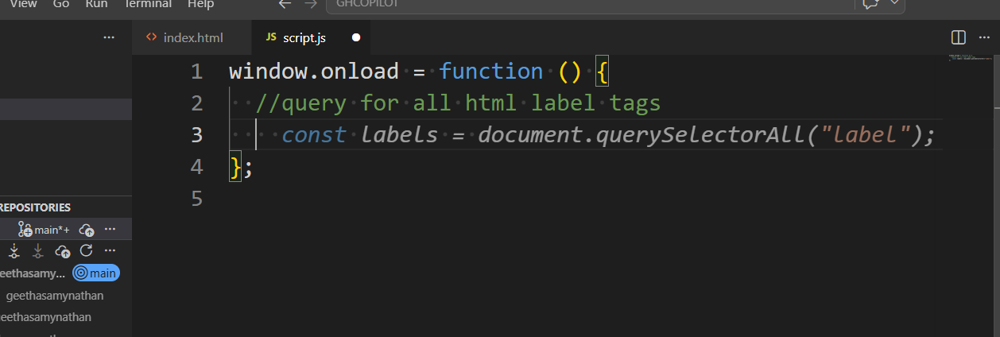 View Go Run Terminal Help GHCOPILOT
index.html JS script.js
1 window.onload = function () {
2 //query for all html label tags
3 const labels = document.querySelectorAll("label");
4 };
5
REPOSITORIES
main*+
eethasamy... main
geethasamynathan
eethasamynathan